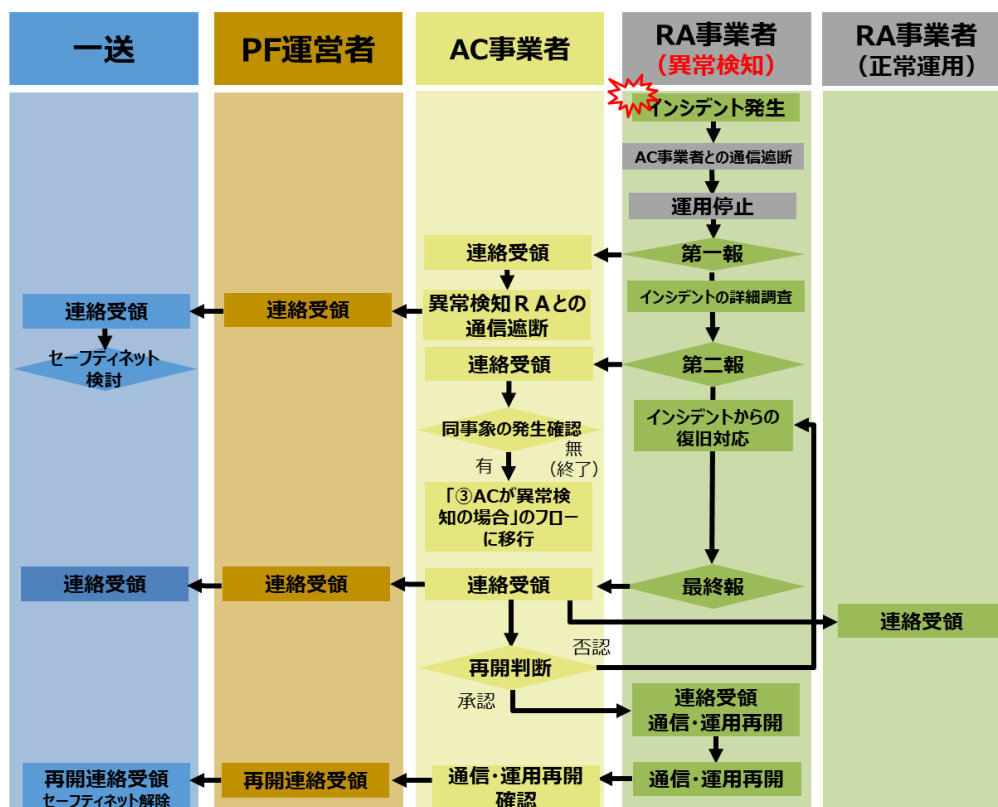 一送
PF運営者
AC事業者
RA事業者
（異常検知）
RA事業者
（正常運用）
インシデント発生
AC事業者との通信遮断
運用停止
第一報
連絡受領
インシデントの詳細調査
異常検知ＲＡとの
通信遮断
連絡受領
連絡受領
セーフティネット
検討
第二報
連絡受領
同事象の発生確認
有
無
（終了）
インシデントからの
復旧対応
「③ACが異常検
知の場合」のフロー
に移行
最終報
連絡受領
連絡受領
連絡受領
連絡受領
再開判断
否認
承認
連絡受領
通信・運用再開
通信・運用再開
通信・運用再開
確認
再開連絡受領
再開連絡受領
セーフティネット解除